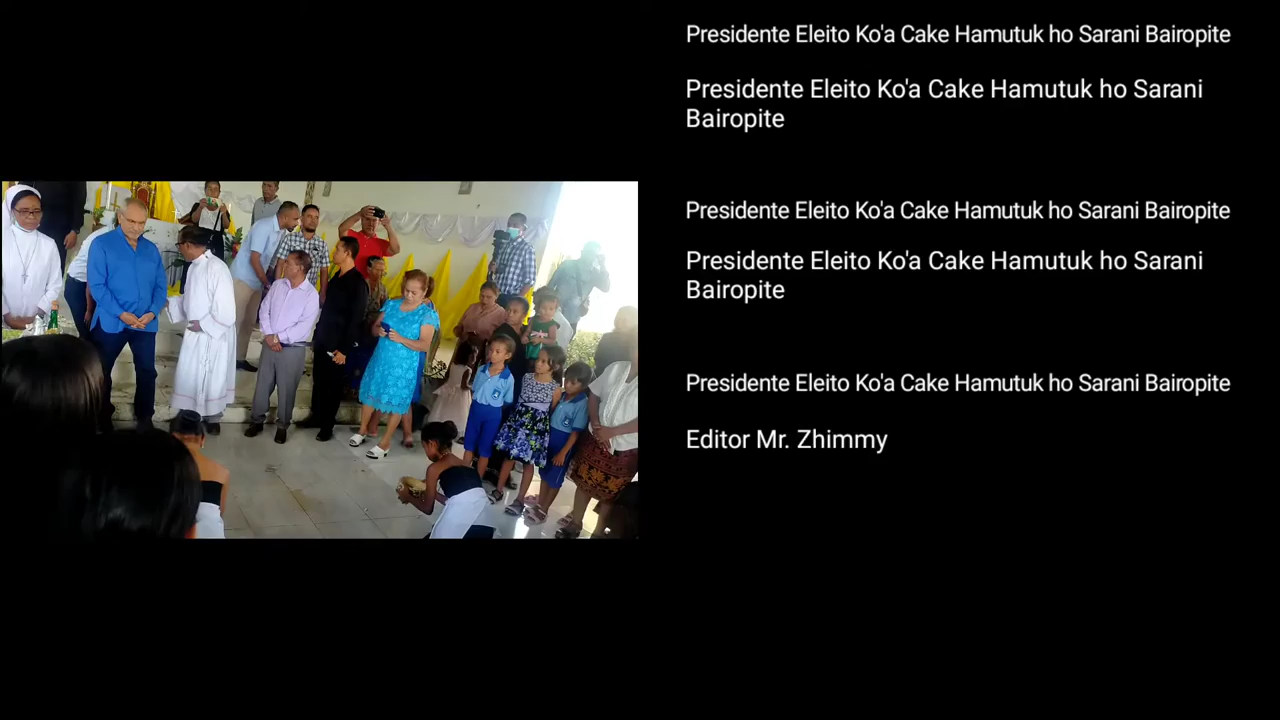 Presidente Eleito Ko'a Cake Hamutuk ho Sarani Bairopite
Presidente Eleito Ko'a Cake Hamutuk ho Sarani
Bairopite
Presidente Eleito Ko'a Cake Hamutuk ho Sarani Bairopite
Presidente Eleito Ko'a Cake Hamutuk ho Sarani
Bairopite
Presidente Eleito Ko'a Cake Hamutuk ho Sarani Bairopite
Editor Mr. Zhimmy